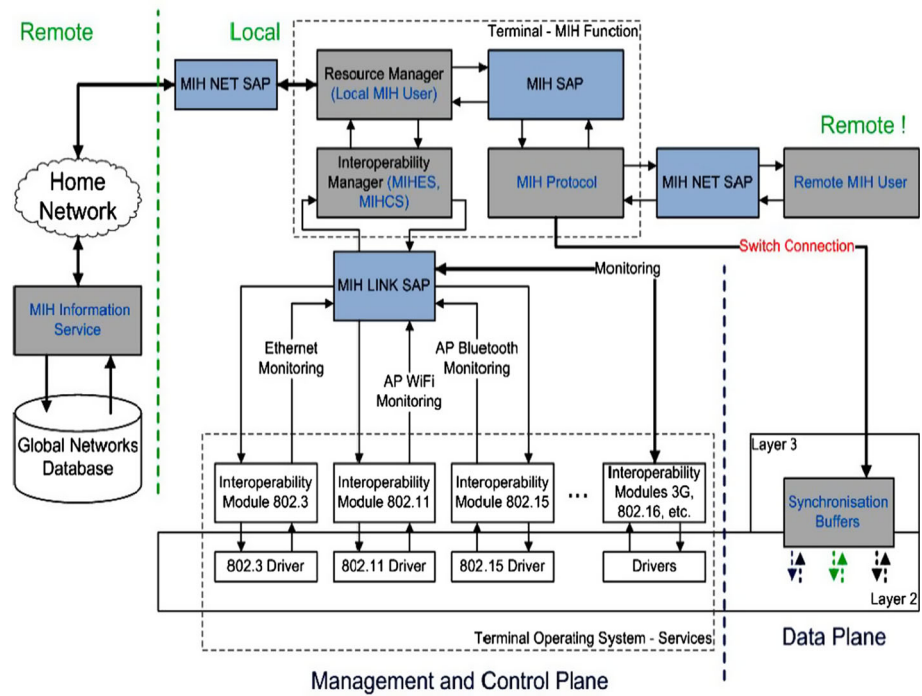 Remote
Local
Terminal - MIH Function
MIH NET SAP
Resource Manager
(Local MIH User)
MIH SAP
Remote !
Interoperability
Manager (MIHES,
MIHCS)
MIH Protocol
MIH NET SAP
Remote MIH User
Home
Network
Switch Connection
MIH LINK SAP
Monitoring
MIH Information
Service
Ethernet
Monitoring
AP WiFi
Monitoring
AP Bluetooth
Monitoring
Global Networks
Database
Layer 3
Interoperability
Module 802.3
Interoperability
Module 802.11
Interoperability
Module 802.15
...
Interoperability
Modules 3G,
802.16, etc.
Synchronisation
Buffers
802.3 Driver
802.11 Driver
802.15 Driver
Drivers
Layer 2
Terminal Operating System - Services
Data Plane
Management and Control Plane